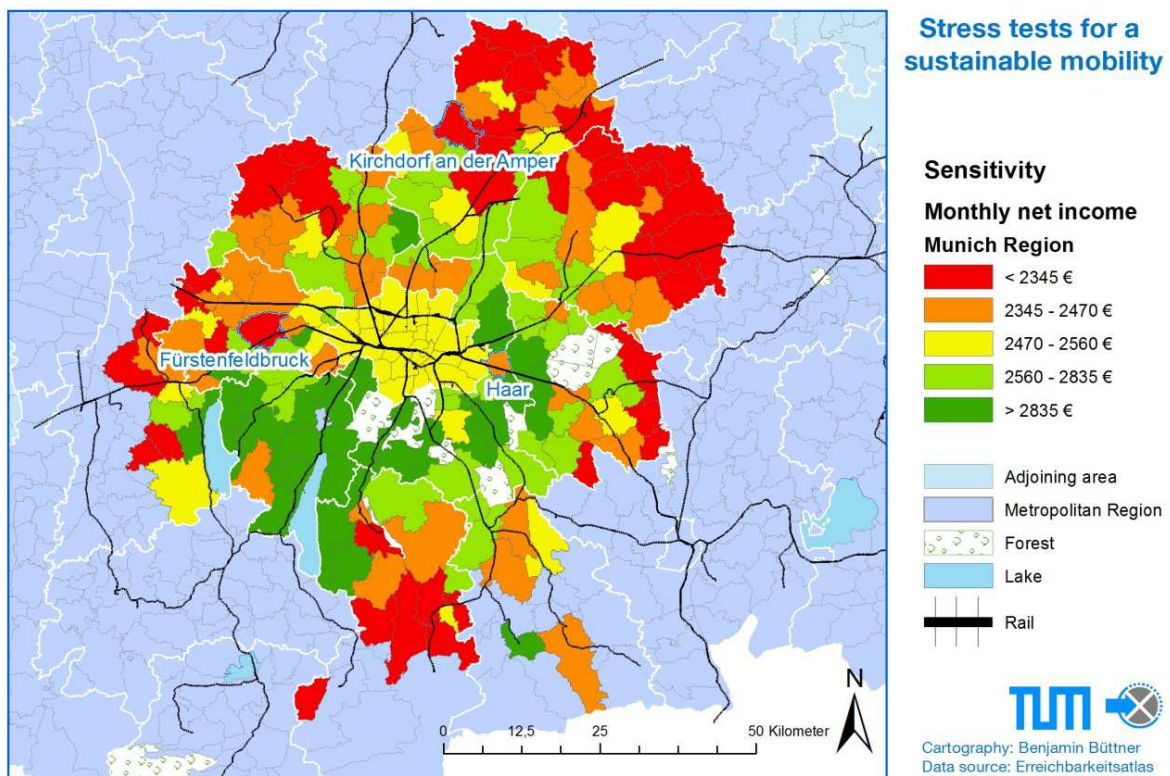 Stress tests for a
sustainable mobility
Kirchdorf an der Amper
Fürstenfeldbruck
Haar
Sensitivity
Monthly net income
Munich Region
< 2345 €
2345 - 2470 €
2470 - 2560 €
2560 - 2835 €
> 2835 €
Adjoining area
Metropolitan Region
Forest
Lake
Rail
N
0 12,5 25 50 Kilometer
TUM
Cartography: Benjamin Büttner
Data source: Erreichbarkeitsatlas